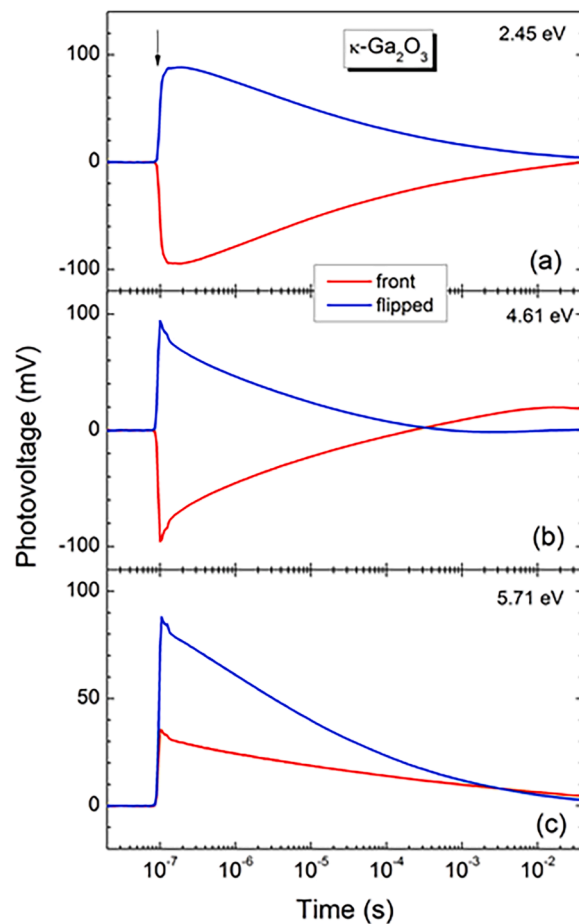 100
2.45 eV
κ-Ga₂O₃
0
-100
(a)
front
flipped
100
4.61 eV
0
-100
(b)
Photovoltage (mV)
100
5.71 eV
50
0
(c)
10⁻⁷ 10⁻⁶ 10⁻⁵ 10⁻⁴ 10⁻³ 10⁻²
Time (s)